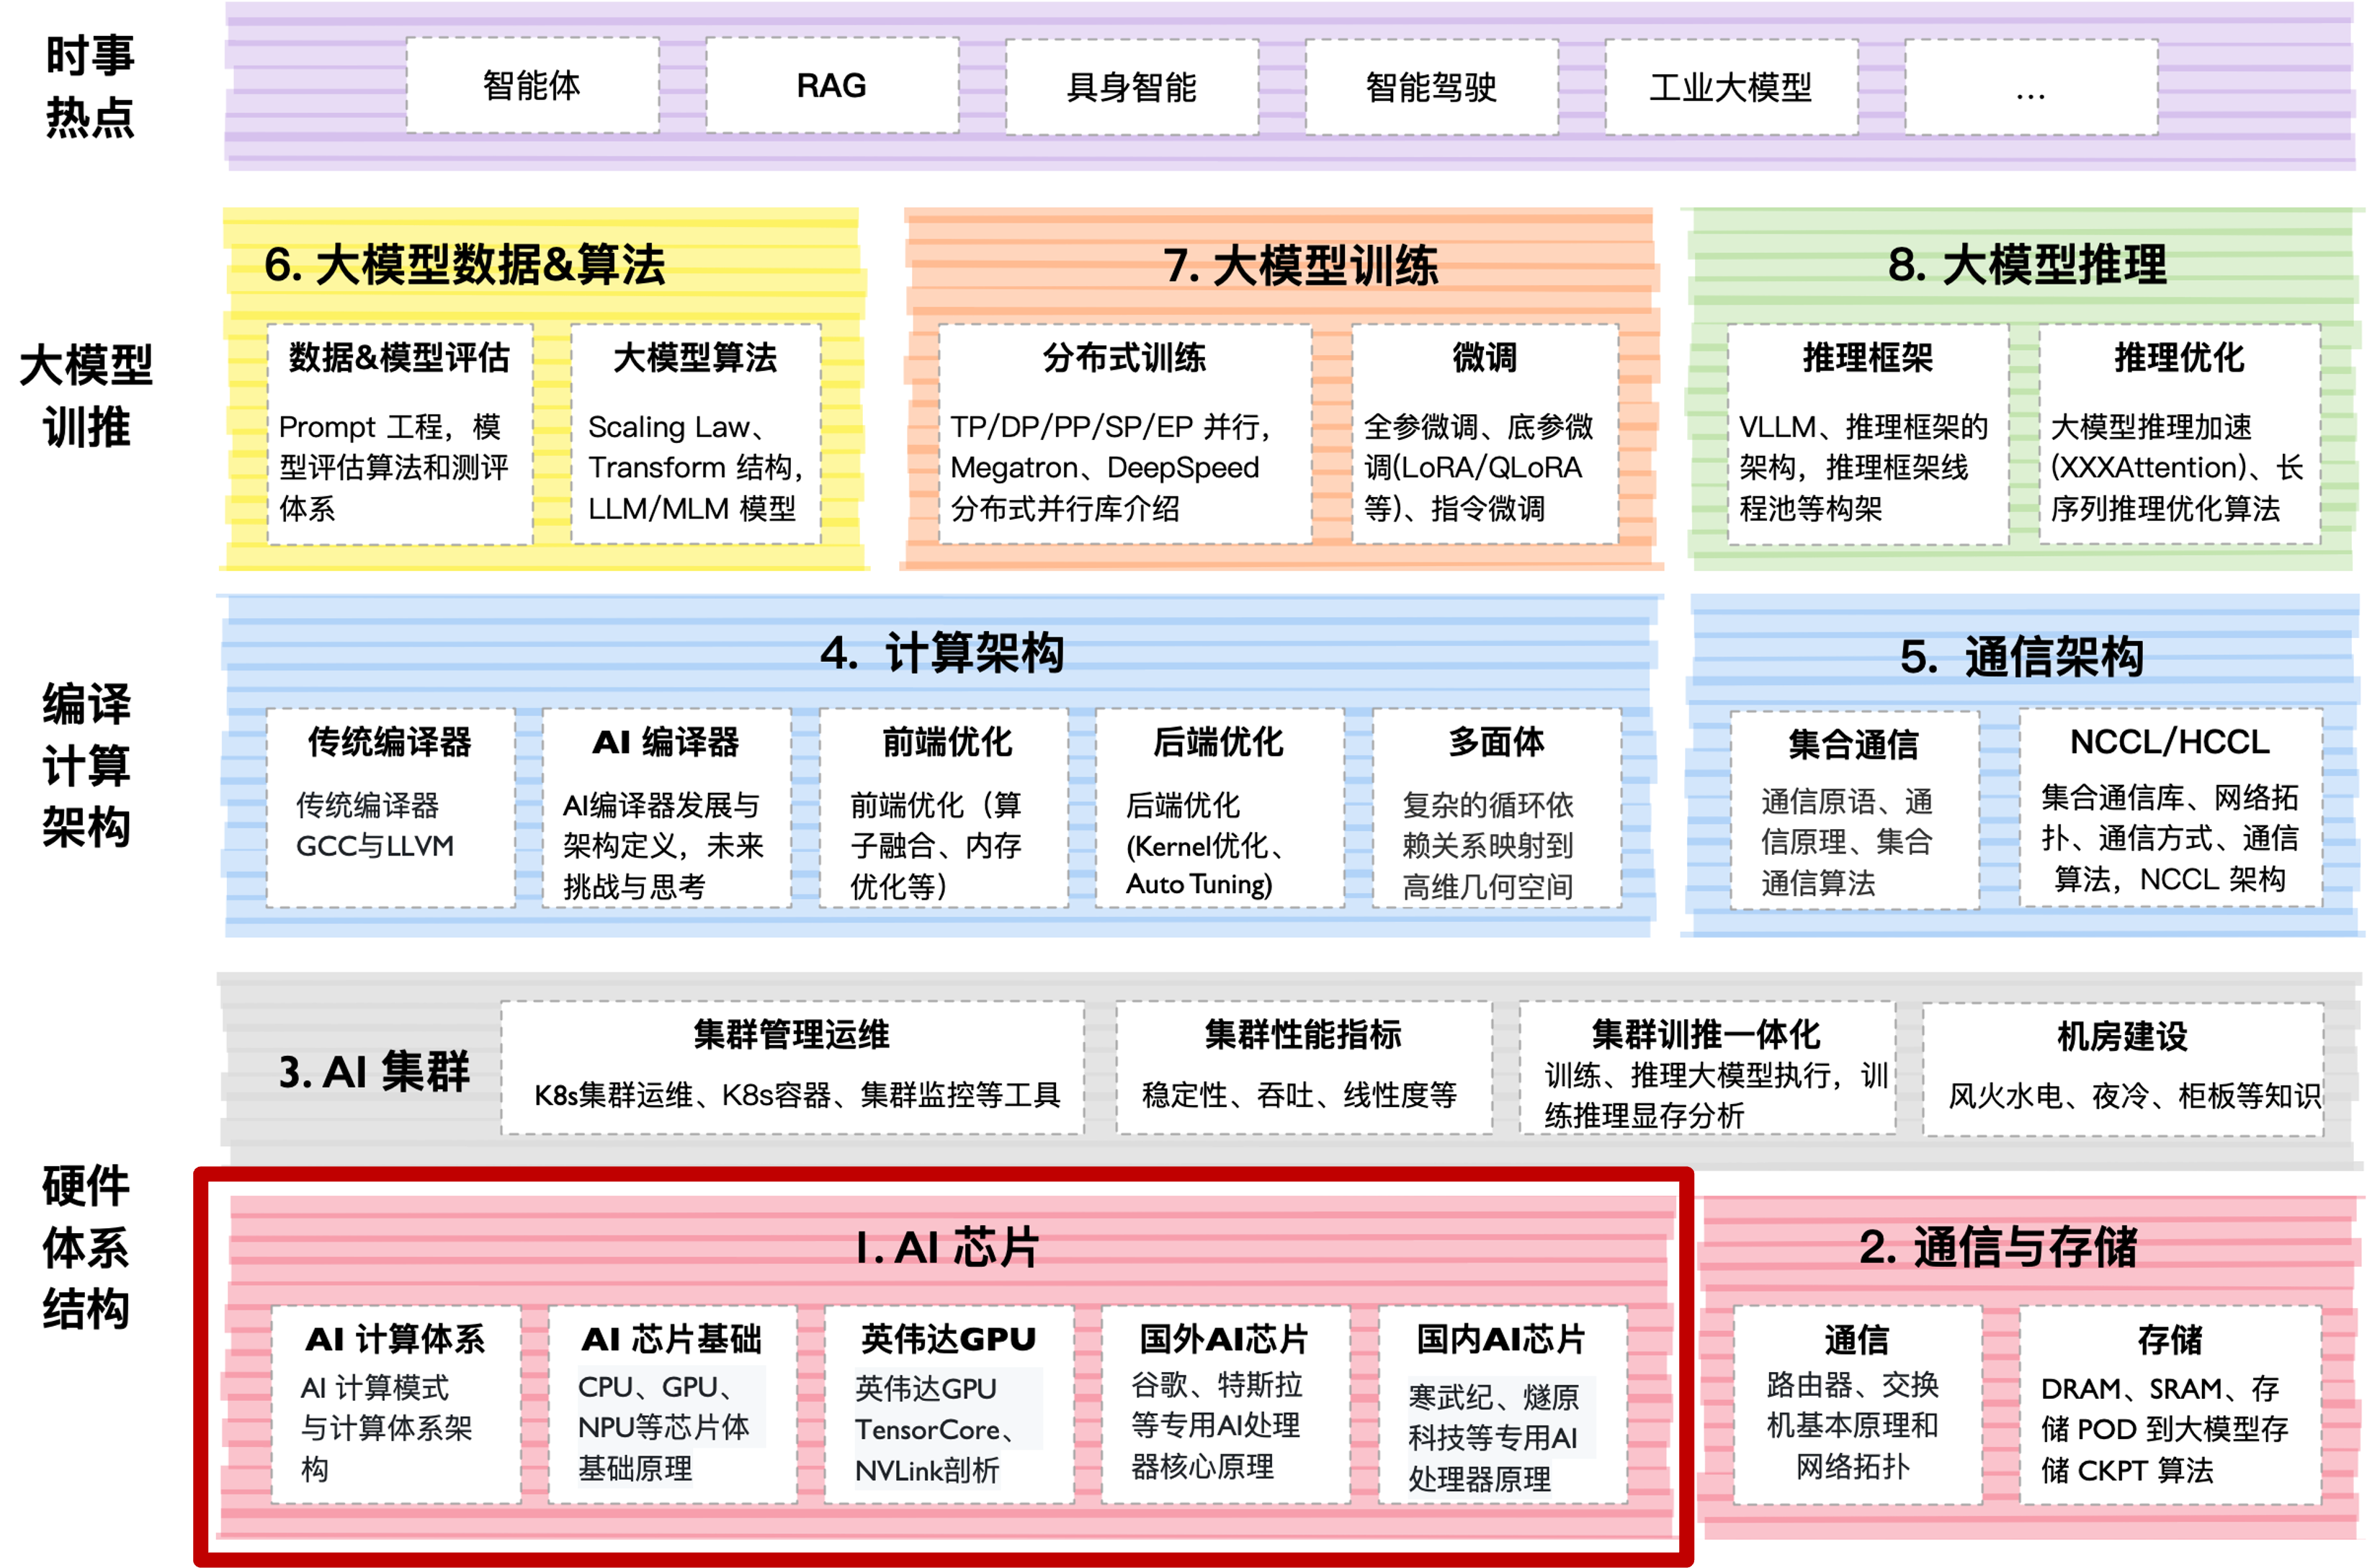 时事
热点
智能体
RAG
具身智能
智能驾驶
工业大模型
...
大模型
训推
6. 大模型数据&算法
数据&模型评估
Prompt 工程，模
型评估算法和测评
体系
大模型算法
Scaling Law、
Transform 结构，
LLM/MLM 模型
7. 大模型训练
分布式训练
TP/DP/PP/SP/EP 并行，
Megatron、DeepSpeed
分布式并行库介绍
微调
全参微调、底参微
调(LoRA/QLoRA
等)、指令微调
8. 大模型推理
推理框架
VLLM、推理框架的
架构，推理框架线
程池等构架
推理优化
大模型推理加速
(XXXAttention)、长
序列推理优化算法
编译
计算
架构
4. 计算架构
传统编译器
传统编译器
GCC与LLVM
AI 编译器
AI编译器发展与
架构定义，未来
挑战与思考
前端优化
前端优化（算
子融合、内存
优化等）
后端优化
后端优化
(Kernel优化、
Auto Tuning)
多面体
复杂的循环依
赖关系映射到
高维几何空间
5. 通信架构
集合通信
通信原语、通
信原理、集合
通信算法
NCCL/HCCL
集合通信库、网络拓
扑、通信方式、通信
算法，NCCL 架构
硬件
体系
结构
3. AI 集群
集群管理运维
K8s集群运维、K8s容器、集群监控等工具
集群性能指标
稳定性、吞吐、线性度等
集群训推一体化
训练、推理大模型执行，训
练推理显存分析
机房建设
风火水电、夜冷、柜板等知识
1. AI 芯片
AI 计算体系
AI 计算模式
与计算体系架
构
AI 芯片基础
CPU、GPU、
NPU等芯片体
基础原理
英伟达GPU
英伟达GPU
TensorCore、
NVLink剖析
国外AI芯片
谷歌、特斯拉
等专用AI处理
器核心原理
国内AI芯片
寒武纪、燧原
科技等专用AI
处理器原理
2. 通信与存储
通信
路由器、交换
机基本原理和
网络拓扑
存储
DRAM、SRAM、存
储 POD 到大模型存
储 CKPT 算法